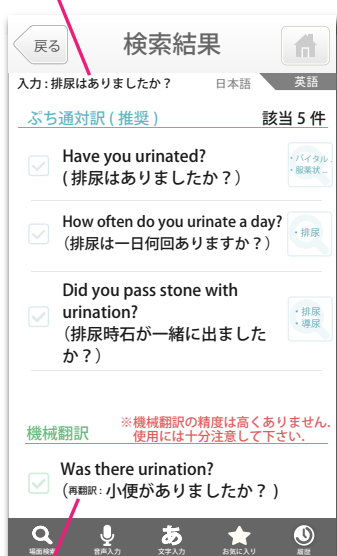 戻る
検索結果
入力：排尿はありましたか？
日本語
英語
ぷち通対訳 ( 推奨 )
該当 5 件
Have you urinated?
( 排尿はありましたか？）
・バイタル..
・服薬状...
How often do you urinate a day?
（排尿は一日何回ありますか？）
・排尿
Did you pass stone with
urination?
（排尿時石が一緒に出ました
か？）
・排尿
・導尿
機械翻訳
※機械翻訳の精度は高くありません.
使用には十分注意して下さい.
Was there urination?
（再翻訳：小便がありましたか？ )
場面検索
音声入力
あ
文字入力
お気に入り
履歴